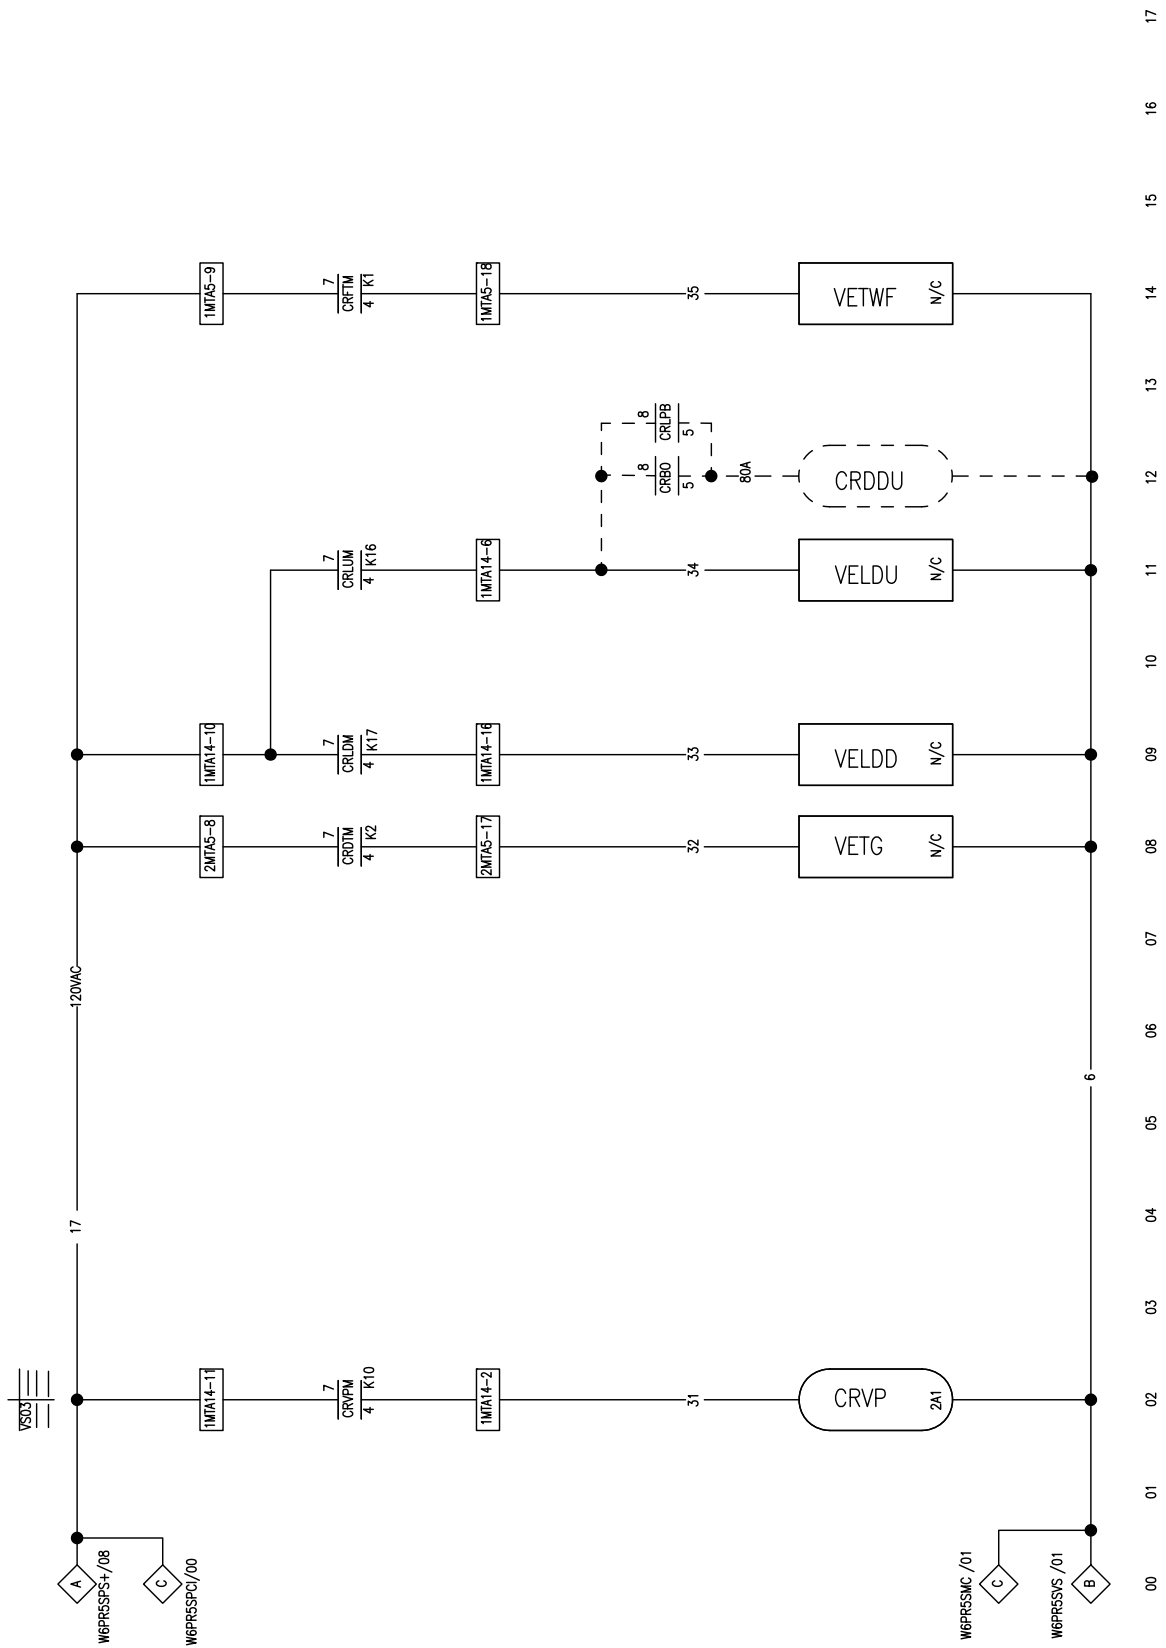 17
16
15
14
13
12
11
10
09
08
07
06
05
04
03
02
01
00
1MTA5-9
7
CRFTM
4 K1
1MTA5-18
35
VETWF
N/C
8
CRLPB
5
8
CRBO
5
80A
CRDDU
7
CRLUM
4 K16
1MTA14-6
34
VELDU
N/C
1MTA14-10
7
CRLDM
4 K17
1MTA14-16
33
VELDD
N/C
2MTA5-8
7
CRDTM
4 K2
2MTA5-17
32
VETG
N/C
120VAC
6
17
VS03
1MTA14-11
7
CRVPM
4 K10
1MTA14-2
31
CRVP
2A1
A
W6PR5SPS+/08
C
W6PR5SPCI/00
W6PR5SMC /01
C
W6PR5SVS /01
B